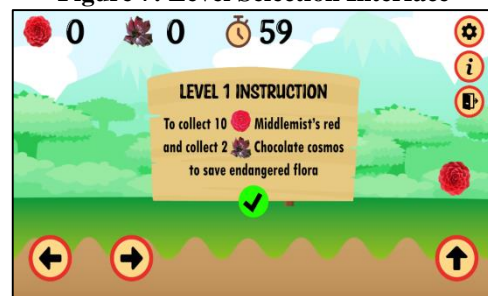 Figure 7: Level Selection Interface
0 0 59
i
LEVEL 1 INSTRUCTION
To collect 10 Middlemist's red
and collect 2 Chocolate cosmos
to save endangered flora